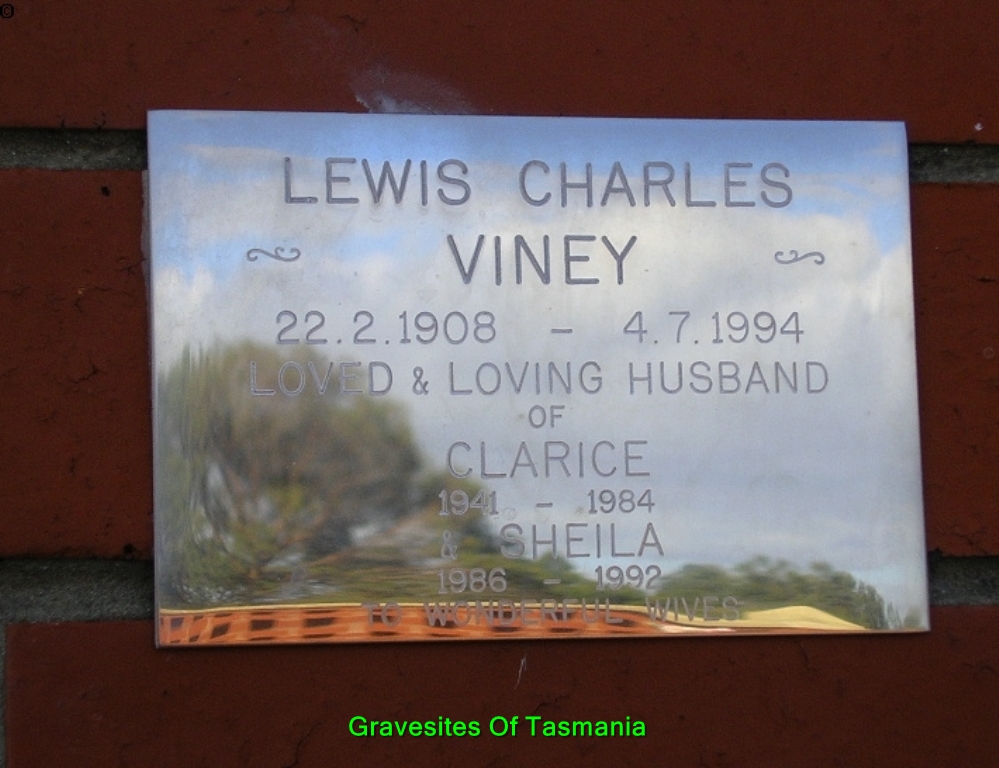 ©
LEWIS CHARLES
VINEY
22.2.1908 - 4.7.1994
LOVED & LOVING HUSBAND
OF
CLARICE
1941 - 1984
& SHEILA
1986 - 1992
TO WONDERFUL WIVES
Gravesites Of Tasmania